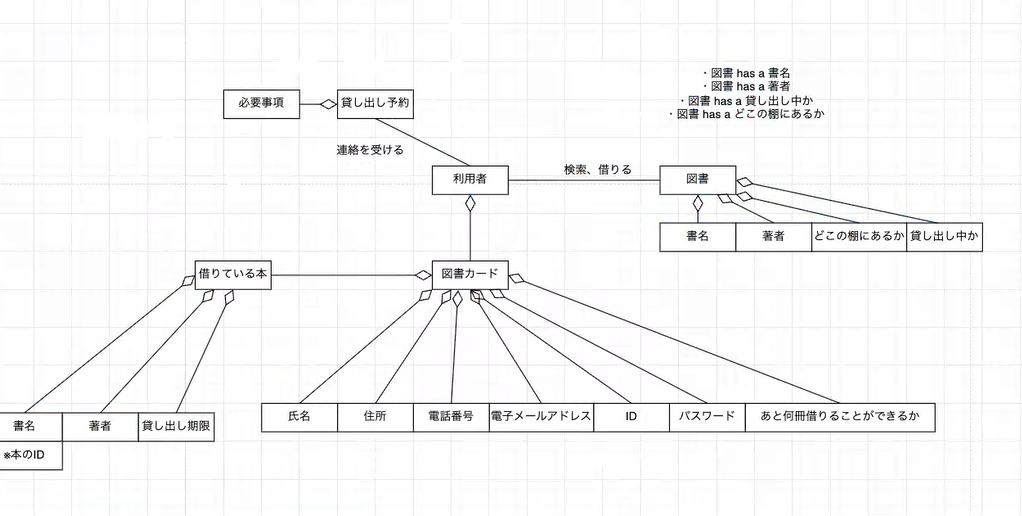 ・図書 has a 書名
・図書 has a 著者
・図書 has a 貸し出し中か
・図書 has a どこの棚にあるか
必要事項
貸し出し予約
連絡を受ける
利用者
検索、借りる
図書
書名
著者
どこの棚にあるか
貸し出し中か
借りている本
図書カード
氏名
住所
電話番号
電子メールアドレス
ID
パスワード
あと何冊借りることができるか
書名
著者
貸し出し期限
※本のID